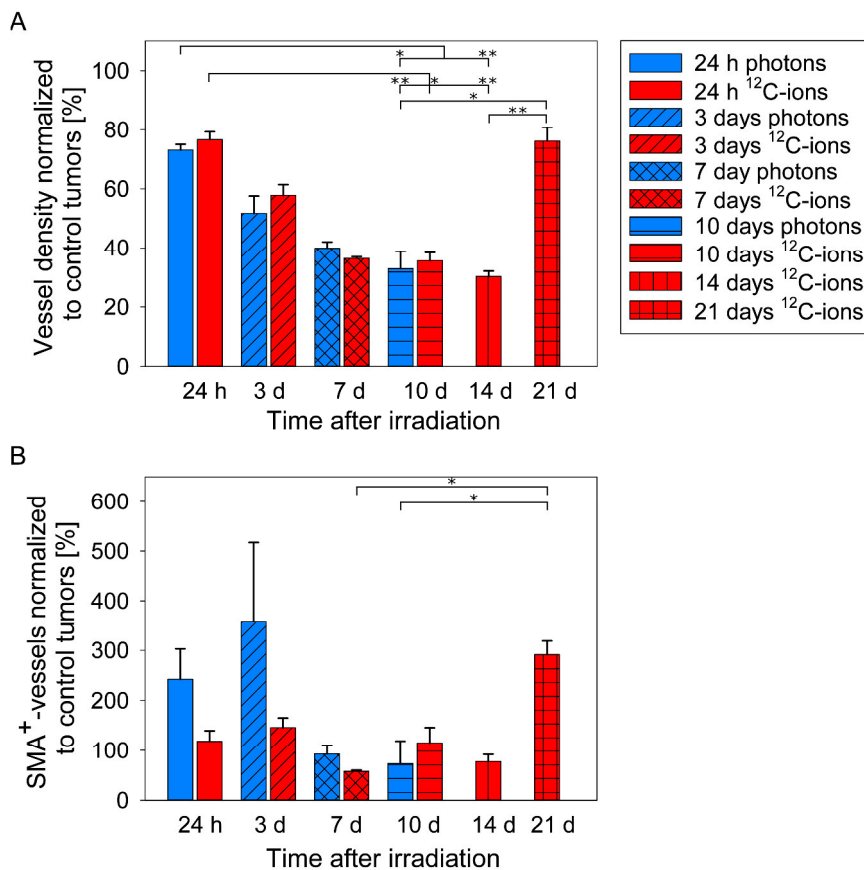 A
Vessel density normalized
to control tumors [%]
100
80
60
40
20
0
* **
** * **
*
**
24 h 3 d 7 d 10 d 14 d 21 d
Time after irradiation
24 h photons
24 h ¹²C-ions
3 days photons
3 days ¹²C-ions
7 day photons
7 days ¹²C-ions
10 days photons
10 days ¹²C-ions
14 days ¹²C-ions
21 days ¹²C-ions
B
SMA⁺-vessels normalized
to control tumors [%]
600
500
400
300
200
100
0
*
*
24 h 3 d 7 d 10 d 14 d 21 d
Time after irradiation